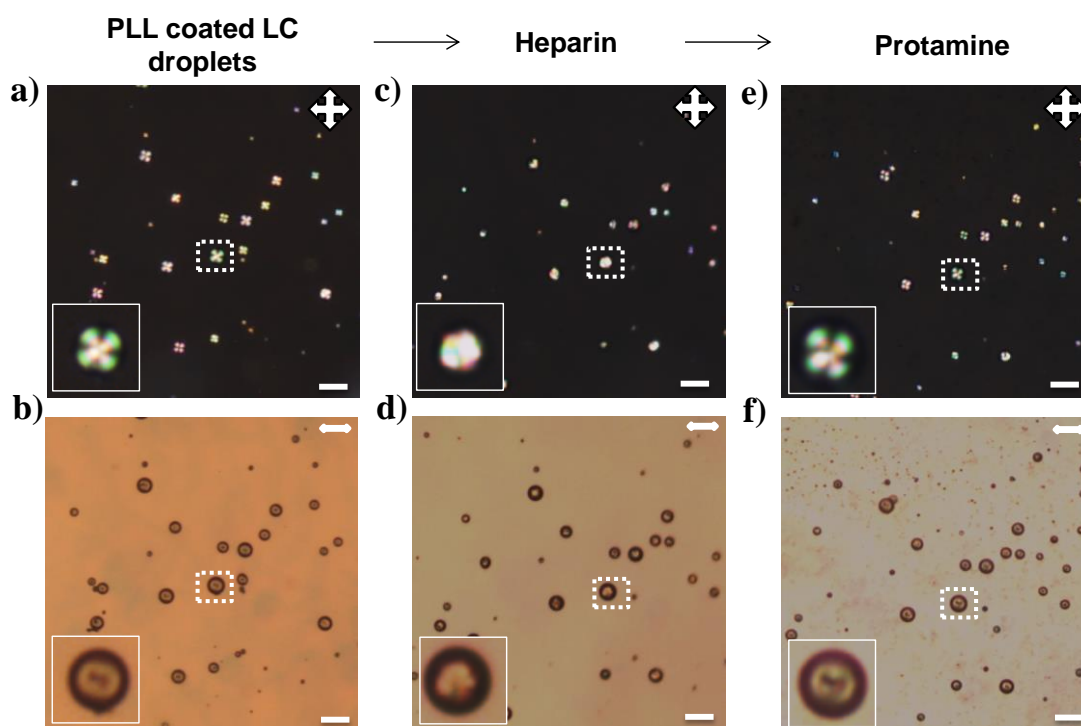 PLL coated LC
droplets
Heparin
Protamine
a)
c)
e)
b)
d)
f)